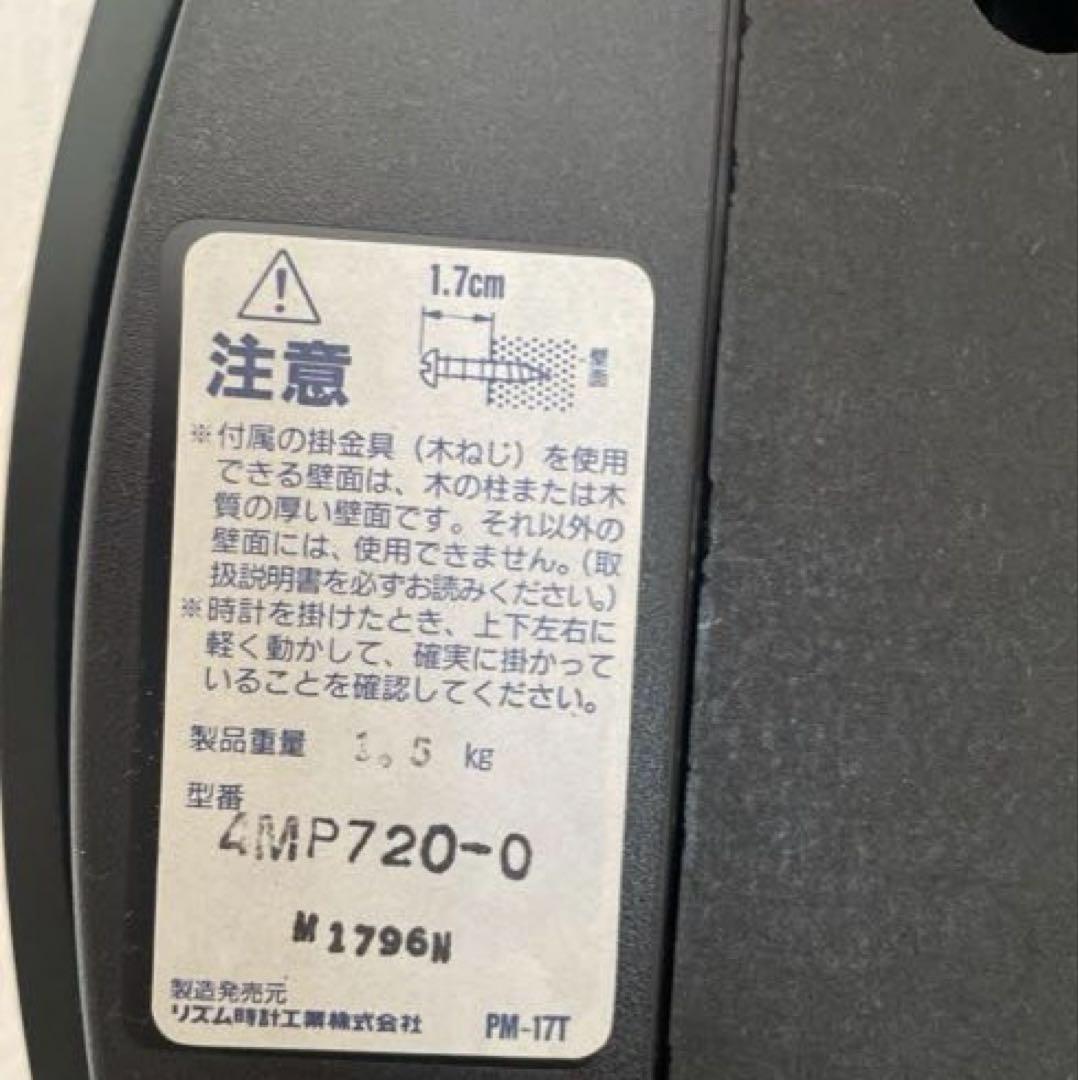 1.7cm
壁面
注意
※付属の掛金具（木ねじ）を使用
できる壁面は、木の柱または木
質の厚い壁面です。それ以外の
壁面には、使用できません。（取
扱説明書を必ずお読みください。）
※時計を掛けたとき、上下左右に
軽く動かして、確実に掛かって
いることを確認してください。
製品重量 1.5 kg
型番
4MP720-0
M1796N
製造発売元
リズム時計工業株式会社 PM-17T